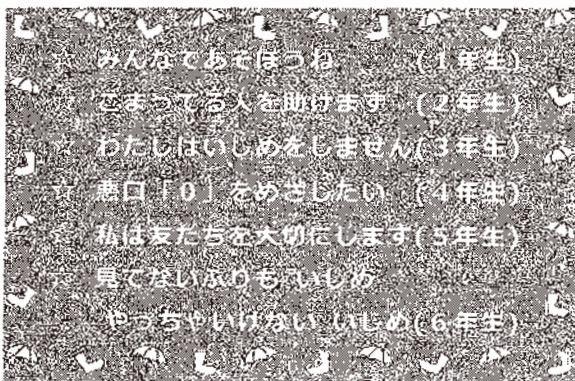 ☆ みんなであそぼうね (1年生)
☆ こまってる人を助けます (2年生)
☆ わたしはいじめをしません(3年生)
☆ 悪口「0」をめざしたい (4年生)
☆ 私は友だちを大切にします(5年生)
☆ 見てないふりも いじめ
やっちゃいけない いじめ(6年生)